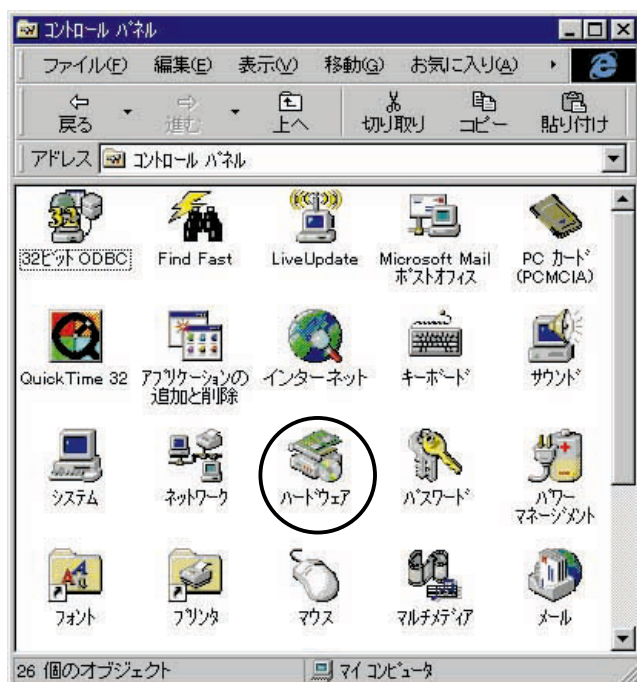 コントロール パネル
ファイル(F) 編集(E) 表示(V) 移動(G) お気に入り(A)
戻る 進む 上へ 切り取り コピー 貼り付け
アドレス コントロール パネル
32ビット ODBC Find Fast LiveUpdate Microsoft Mail ポストオフィス PC カード (PCMCIA)
QuickTime 32 アプリケーションの追加と削除 インターネット キーボード サウンド
システム ネットワーク ハードウェア パスワード パワー マネージメント
フォント プリンタ マウス マルチメディア メール
26 個のオブジェクト マイ コンピュータ